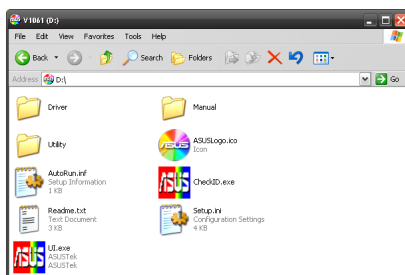 V1061 (D:)
File Edit View Favorites Tools Help
Back Search Folders
Address D:\ Go
Driver Manual
Utility ASUSLogo.ico
Icon
AutoRun.inf
Setup Information
1 KB
CheckID.exe
Readme.txt
Text Document
3 KB
Setup.ini
Configuration Settings
4 KB
UI.exe
ASUSTek
ASUSTek